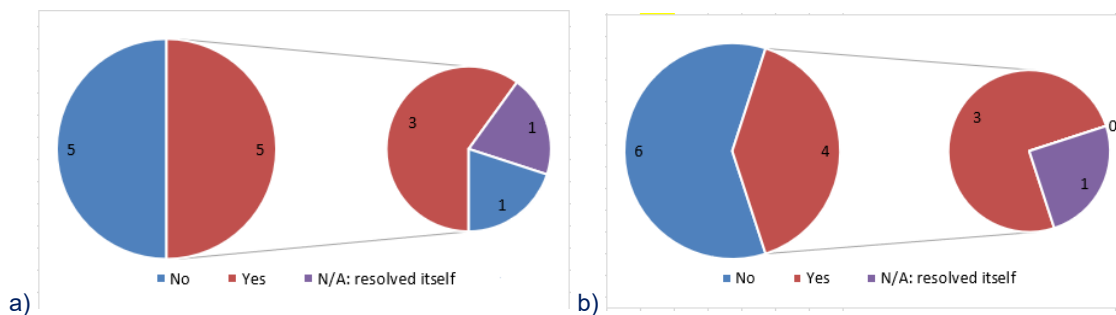 5
5
3
1
1
No
Yes
N/A: resolved itself
a)
6
4
3
0
1
No
Yes
N/A: resolved itself
b)